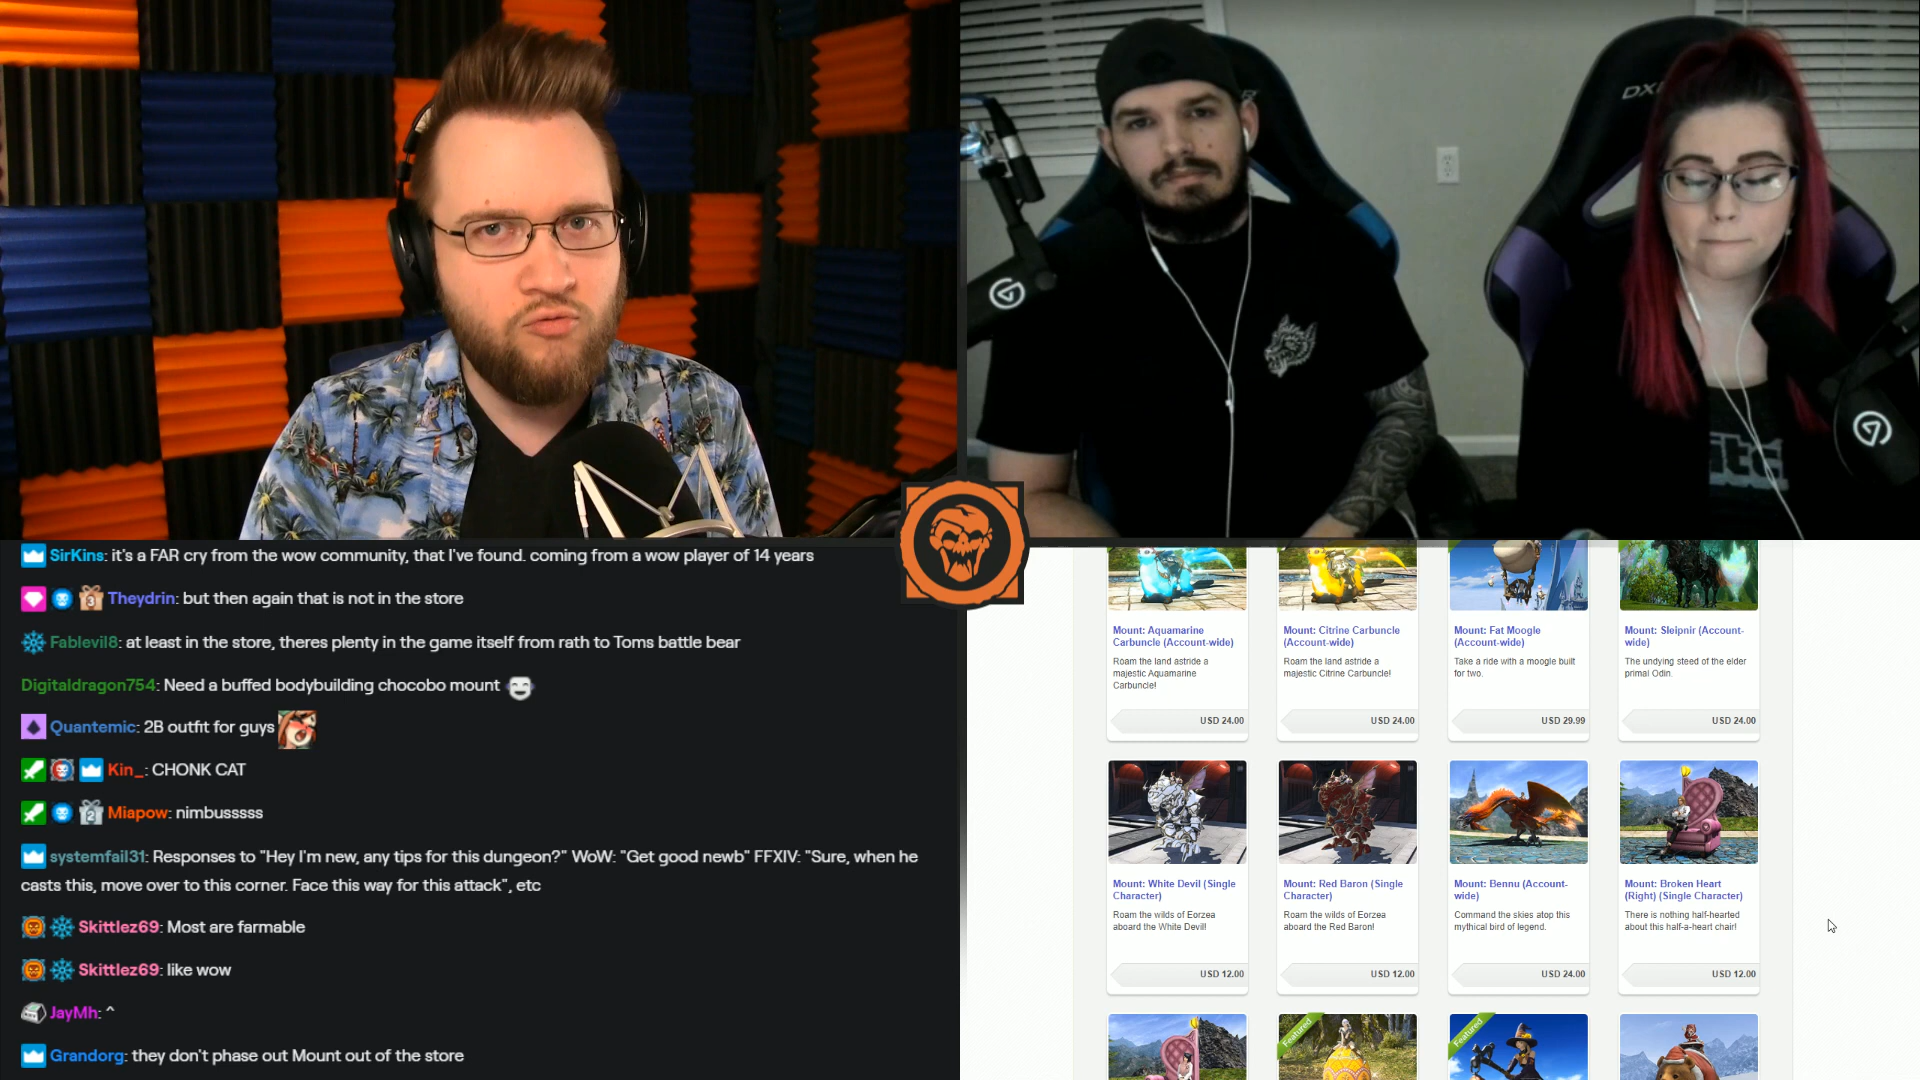 SirKins: it's a FAR cry from the wow community, that I've found. coming from a wow player of 14 years
3 Theydrin: but then again that is not in the store
Fablevil8: at least in the store, theres plenty in the game itself from rath to Toms battle bear
Digitaldragon754: Need a buffed bodybuilding chocobo mount
Quantemic: 2B outfit for guys
Kin_: CHONK CAT
2 Miapow: nimbusssss
systemfail31: Responses to "Hey I'm new, any tips for this dungeon?" WoW: "Get good newb" FFXIV: "Sure, when he
casts this, move over to this corner. Face this way for this attack", etc
Skittlez69: Most are farmable
Skittlez69: like wow
JayMh: ^
Grandorg: they don't phase out Mount out of the store
Mount: Aquamarine
Carbuncle (Account-wide)
Roam the land astride a
majestic Aquamarine
Carbuncle!
USD 24.00
Mount: Citrine Carbuncle
(Account-wide)
Roam the land astride a
majestic Citrine Carbuncle!
USD 24.00
Mount: Fat Moogle
(Account-wide)
Take a ride with a moogle built
for two.
USD 29.99
Mount: Sleipnir (Account-
wide)
The undying steed of the elder
primal Odin.
USD 24.00
Mount: White Devil (Single
Character)
Roam the wilds of Eorzea
aboard the White Devil!
USD 12.00
Mount: Red Baron (Single
Character)
Roam the wilds of Eorzea
aboard the Red Baron!
USD 12.00
Mount: Bennu (Account-
wide)
Command the skies atop this
mythical bird of legend.
USD 24.00
Mount: Broken Heart
(Right) (Single Character)
There is nothing half-hearted
about this half-a-heart chair!
USD 12.00
Featured
Featured